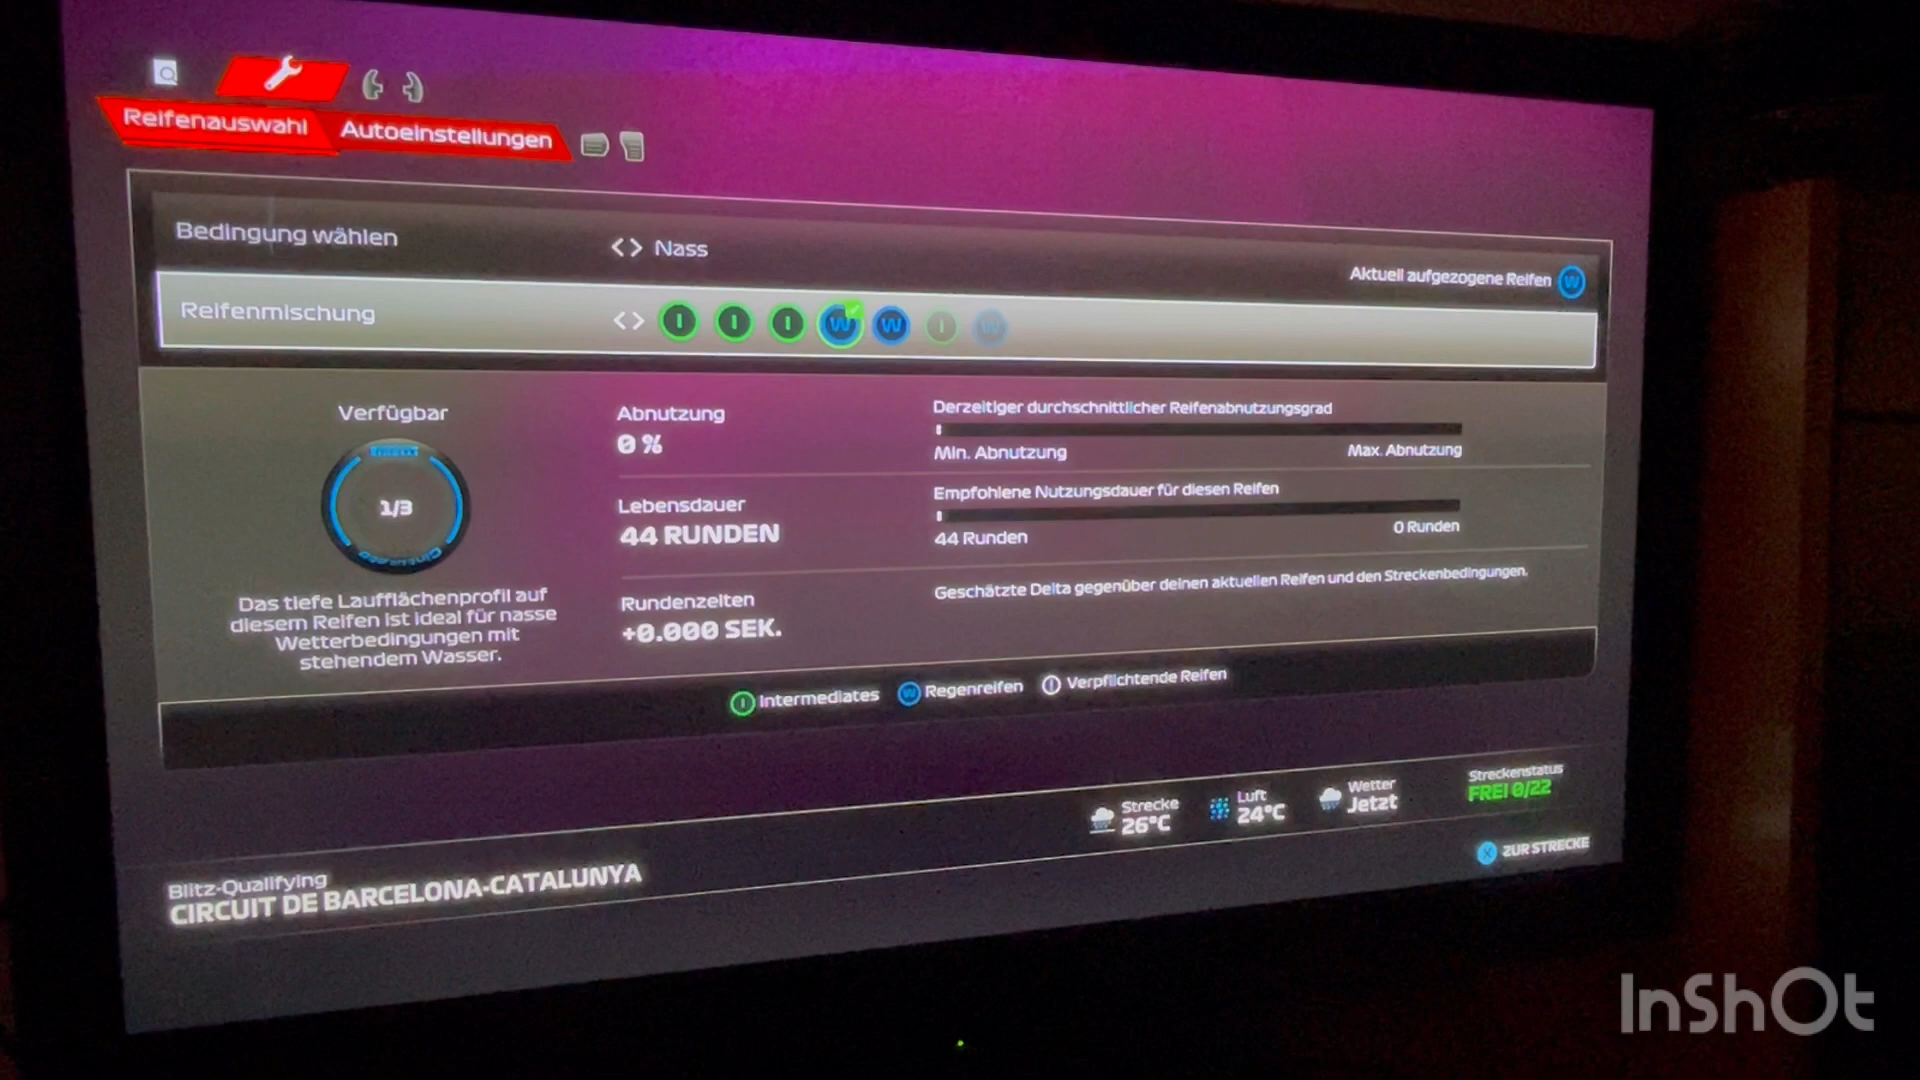 Reifenauswahl
Autoeinstellungen
Bedingung wählen
Nass
Aktuell aufgezogene Reifen W
Reifenmischung
I I I W W I W
Verfügbar
1/3
Das tiefe Laufflächenprofil auf
diesem Reifen ist ideal für nasse
Wetterbedingungen mit
stehendem Wasser.
Abnutzung
0 %
Lebensdauer
44 RUNDEN
Rundenzeiten
+0.000 SEK.
Derzeitiger durchschnittlicher Reifenabnutzungsgrad
Min. Abnutzung
Max. Abnutzung
Empfohlene Nutzungsdauer für diesen Reifen
44 Runden
0 Runden
Geschätzte Delta gegenüber deinen aktuellen Reifen und den Streckenbedingungen.
I Intermediates W Regenreifen I Verpflichtende Reifen
Strecke
26°C
Luft
24°C
Wetter
Jetzt
Streckenstatus
FREI 0/22
X ZUR STRECKE
Blitz-Qualifying
CIRCUIT DE BARCELONA-CATALUNYA
InShOt